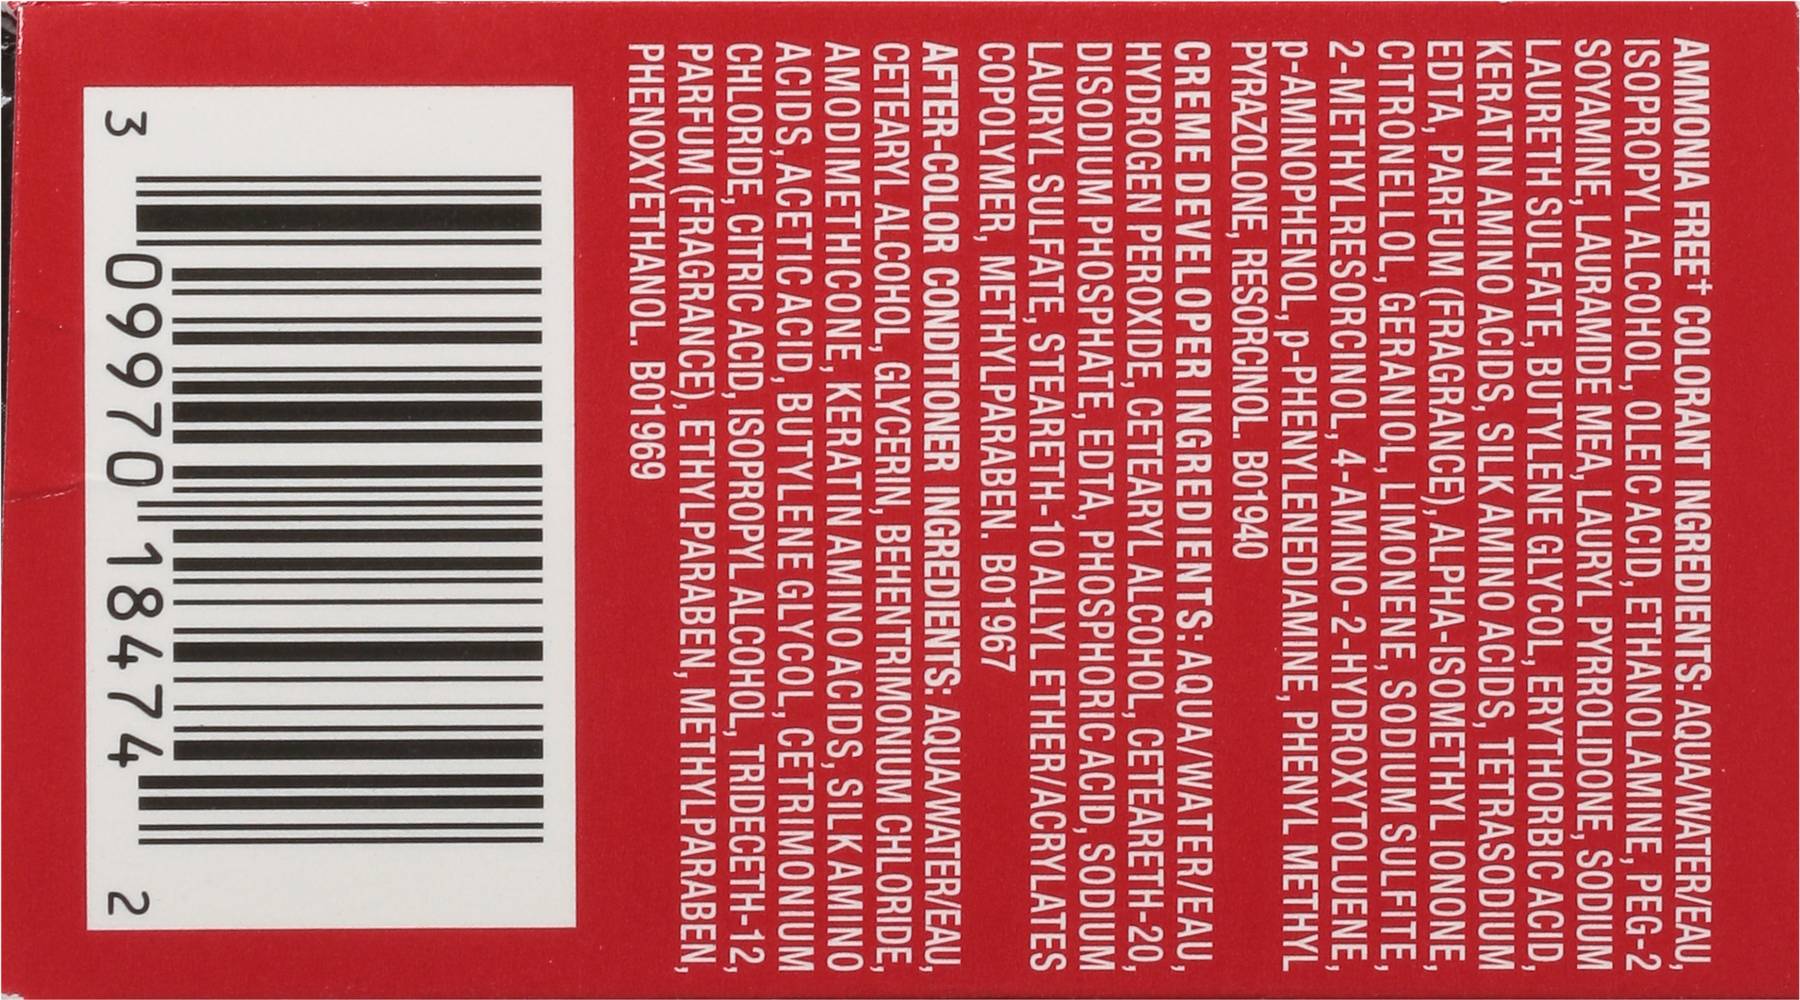 AMMONIA FREE† COLORANT INGREDIENTS: AQUA/WATER/EAU,
ISOPROPYL ALCOHOL, OLEIC ACID, ETHANOLAMINE, PEG-2
SOYAMINE, LAURAMIDE MEA, LAURYL PYRROLIDONE, SODIUM
LAURETH SULFATE, BUTYLENE GLYCOL, ERYTHORBIC ACID,
KERATIN AMINO ACIDS, SILK AMINO ACIDS, TETRASODIUM
EDTA, PARFUM (FRAGRANCE), ALPHA-ISOMETHYL IONONE,
CITRONELLOL, GERANIOL, LIMONENE, SODIUM SULFITE,
2-METHYLRESORCINOL, 4-AMINO-2-HYDROXYTOLUENE,
p-AMINOPHENOL, p-PHENYLENEDIAMINE, PHENYL METHYL
PYRAZOLONE, RESORCINOL. B01940
CREME DEVELOPER INGREDIENTS: AQUA/WATER/EAU,
HYDROGEN PEROXIDE, CETEARYL ALCOHOL, CETEARETH-20,
DISODIUM PHOSPHATE, EDTA, PHOSPHORIC ACID, SODIUM
LAURYL SULFATE, STEARETH-10 ALLYL ETHER/ACRYLATES
COPOLYMER, METHYLPARABEN. B01967
AFTER-COLOR CONDITIONER INGREDIENTS: AQUA/WATER/EAU,
CETEARYL ALCOHOL, GLYCERIN, BEHENTRIMONIUM CHLORIDE,
AMODIMETHICONE, KERATIN AMINO ACIDS, SILK AMINO
ACIDS, ACETIC ACID, BUTYLENE GLYCOL, CETRIMONIUM
CHLORIDE, CITRIC ACID, ISOPROPYL ALCOHOL, TRIDECETH-12,
PARFUM (FRAGRANCE), ETHYLPARABEN, METHYLPARABEN,
PHENOXYETHANOL. B01969
3 09970 18474 2